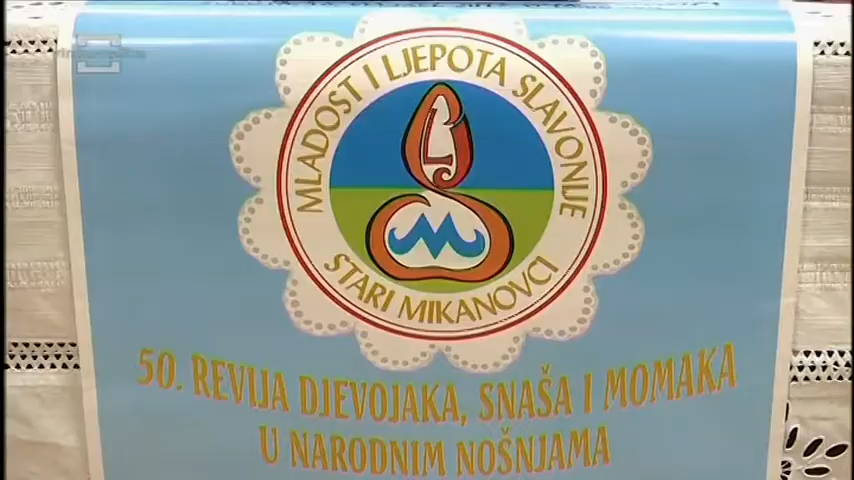 MLADOST I LJEPOTA SLAVONIJE
STARI MIKANOVCI
50. REVIJA DJEVOJAKA, SNAŠA I MOMAKA
U NARODNIM NOŠNJAMA